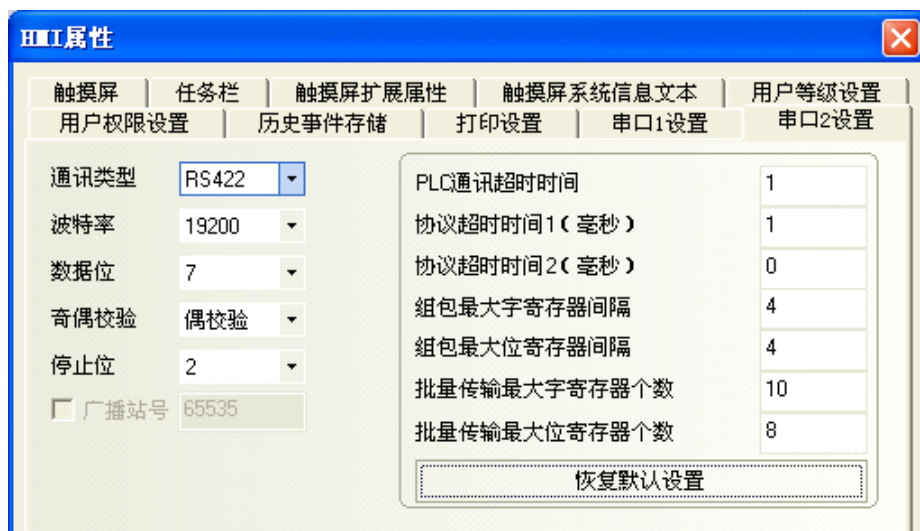 HMI属性
触摸屏 任务栏 触摸屏扩展属性 触摸屏系统信息文本 用户等级设置
用户权限设置 历史事件存储 打印设置 串口1设置 串口2设置
通讯类型 RS422
波特率 19200
数据位 7
奇偶校验 偶校验
停止位 2
广播站号 65535
PLC通讯超时时间 1
协议超时时间1(毫秒) 1
协议超时时间2(毫秒) 0
组包最大字寄存器间隔 4
组包最大位寄存器间隔 4
批量传输最大字寄存器个数 10
批量传输最大位寄存器个数 8
恢复默认设置